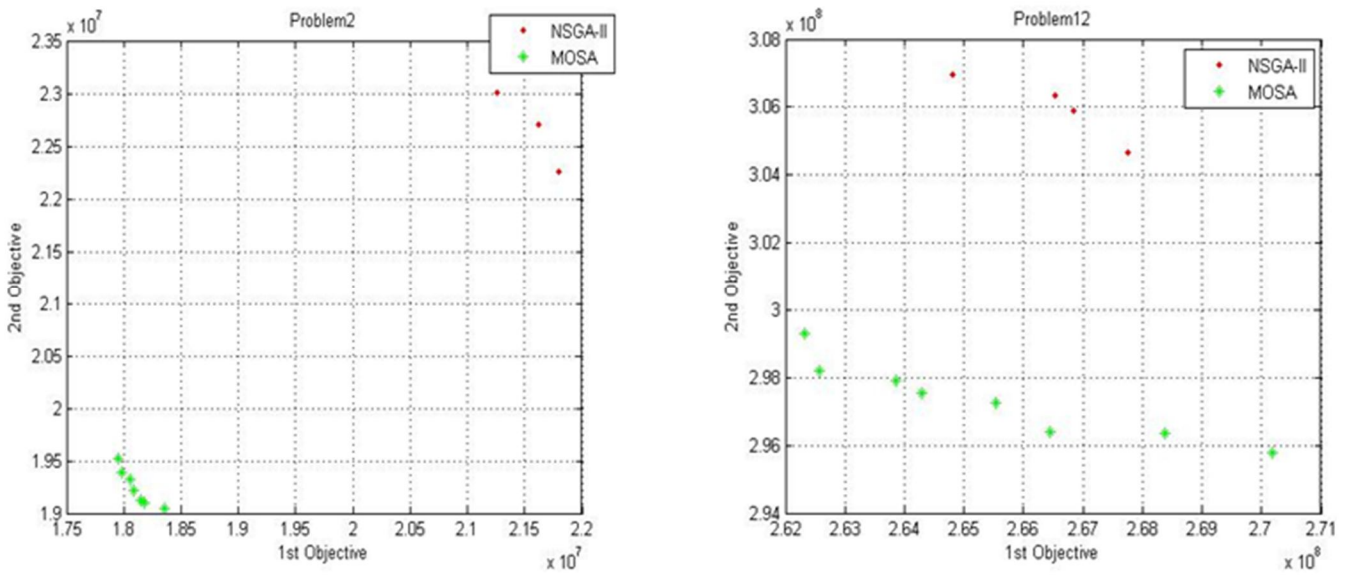 Problem2
x 10^7
NSGA-II
MOSA
2.35
2.3
2.25
2.2
2.15
2.1
2.05
2
1.95
1.9
2nd Objective
1.75 1.8 1.85 1.9 1.95 2 2.05 2.1 2.15 2.2
1st Objective
x 10^7
Problem12
x 10^8
NSGA-II
MOSA
3.08
3.06
3.04
3.02
3
2.98
2.96
2.94
2nd Objective
2.62 2.63 2.64 2.65 2.66 2.67 2.68 2.69 2.7 2.71
1st Objective
x 10^8